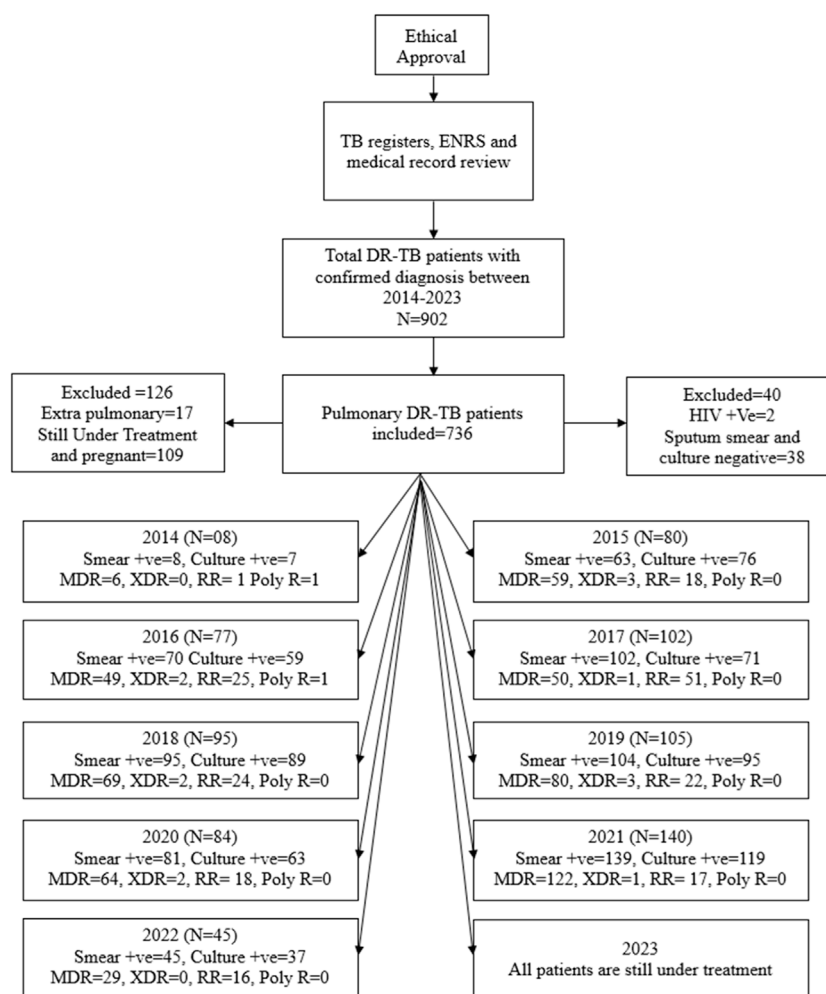 Ethical
Approval
TB registers, ENRS and
medical record review
Total DR-TB patients with
confirmed diagnosis between
2014-2023
N=902
Excluded =126
Extra pulmonary=17
Still Under Treatment
and pregnant=109
Pulmonary DR-TB patients
included=736
Excluded=40
HIV +Ve=2
Sputum smear and
culture negative=38
2014 (N=08)
Smear +ve=8, Culture +ve=7
MDR=6, XDR=0, RR= 1 Poly R=1
2015 (N=80)
Smear +ve=63, Culture +ve=76
MDR=59, XDR=3, RR= 18, Poly R=0
2016 (N=77)
Smear +ve=70 Culture +ve=59
MDR=49, XDR=2, RR=25, Poly R=1
2017 (N=102)
Smear +ve=102, Culture +ve=71
MDR=50, XDR=1, RR= 51, Poly R=0
2018 (N=95)
Smear +ve=95, Culture +ve=89
MDR=69, XDR=2, RR=24, Poly R=0
2019 (N=105)
Smear +ve=104, Culture +ve=95
MDR=80, XDR=3, RR= 22, Poly R=0
2020 (N=84)
Smear +ve=81, Culture +ve=63
MDR=64, XDR=2, RR= 18, Poly R=0
2021 (N=140)
Smear +ve=139, Culture +ve=119
MDR=122, XDR=1, RR= 17, Poly R=0
2022 (N=45)
Smear +ve=45, Culture +ve=37
MDR=29, XDR=0, RR=16, Poly R=0
2023
All patients are still under treatment